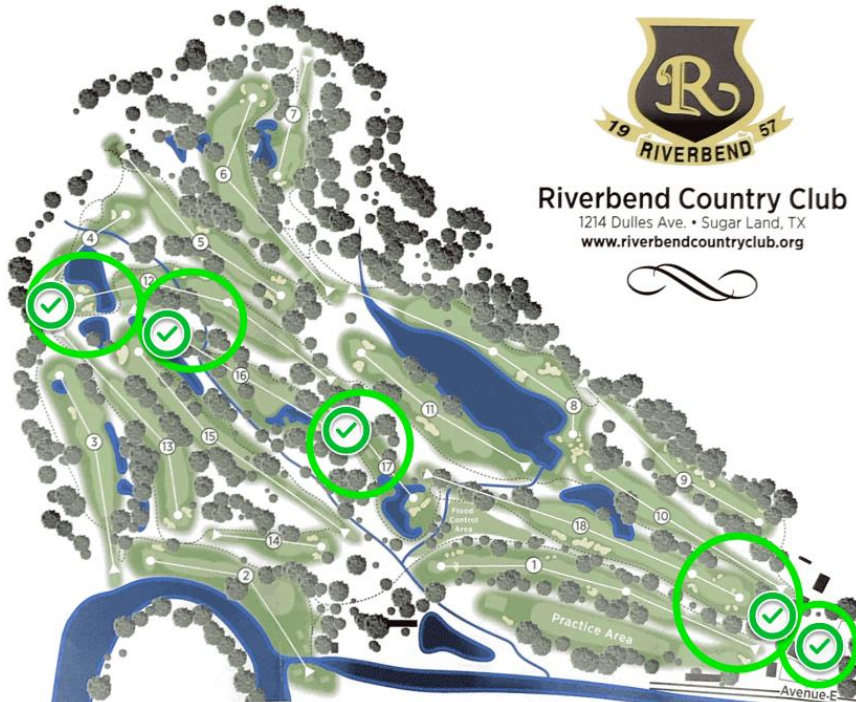 R
19 57
RIVERBEND
Riverbend Country Club
1214 Dulles Ave. • Sugar Land, TX
www.riverbendcountryclub.org
7
6
4
5
12
16
11
8
3
13
15
17
9
Flood
Control
Area
18
10
14
2
1
Practice Area
Avenue E